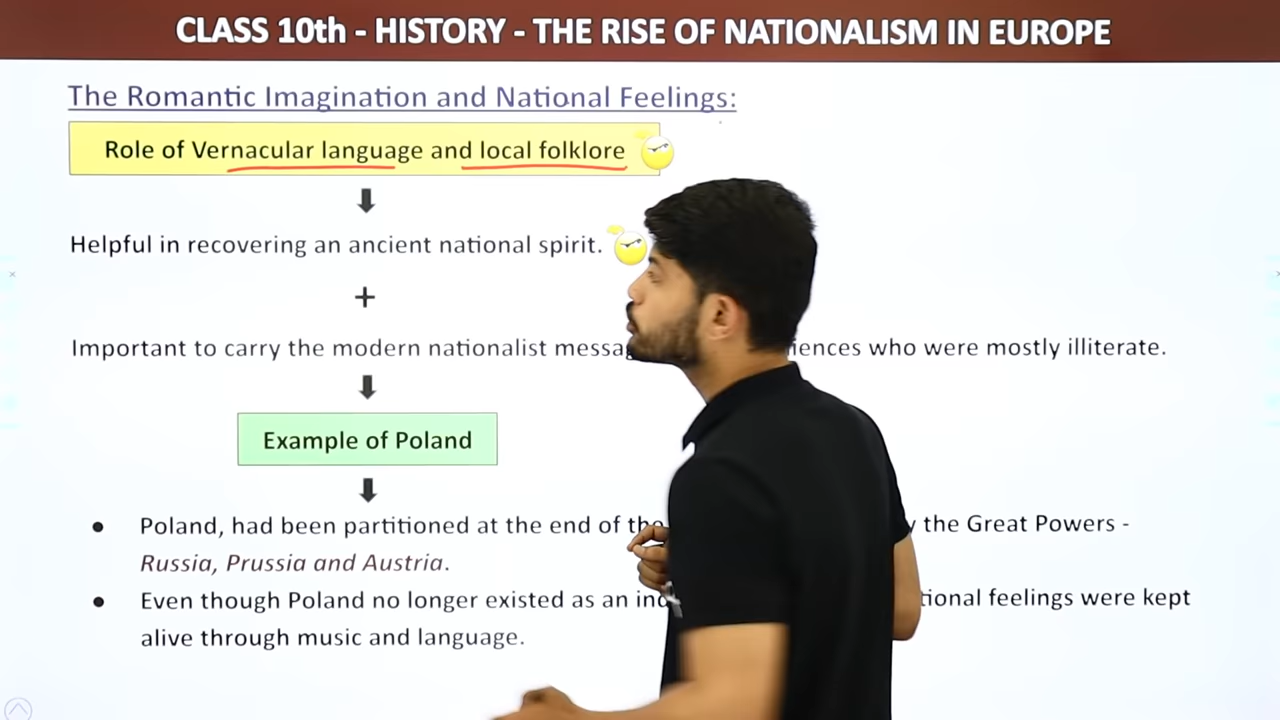 CLASS 10th - HISTORY - THE RISE OF NATIONALISM IN EUROPE
The Romantic Imagination and National Feelings:
Role of Vernacular language and local folklore
Helpful in recovering an ancient national spirit.
+
Important to carry the modern nationalist who were mostly illiterate.
Example of Poland
● Poland, had been partitioned at the end of the the Great Powers -
Russia, Prussia and Austria.
● Even though Poland no longer existed as an feelings were kept
alive through music and language.